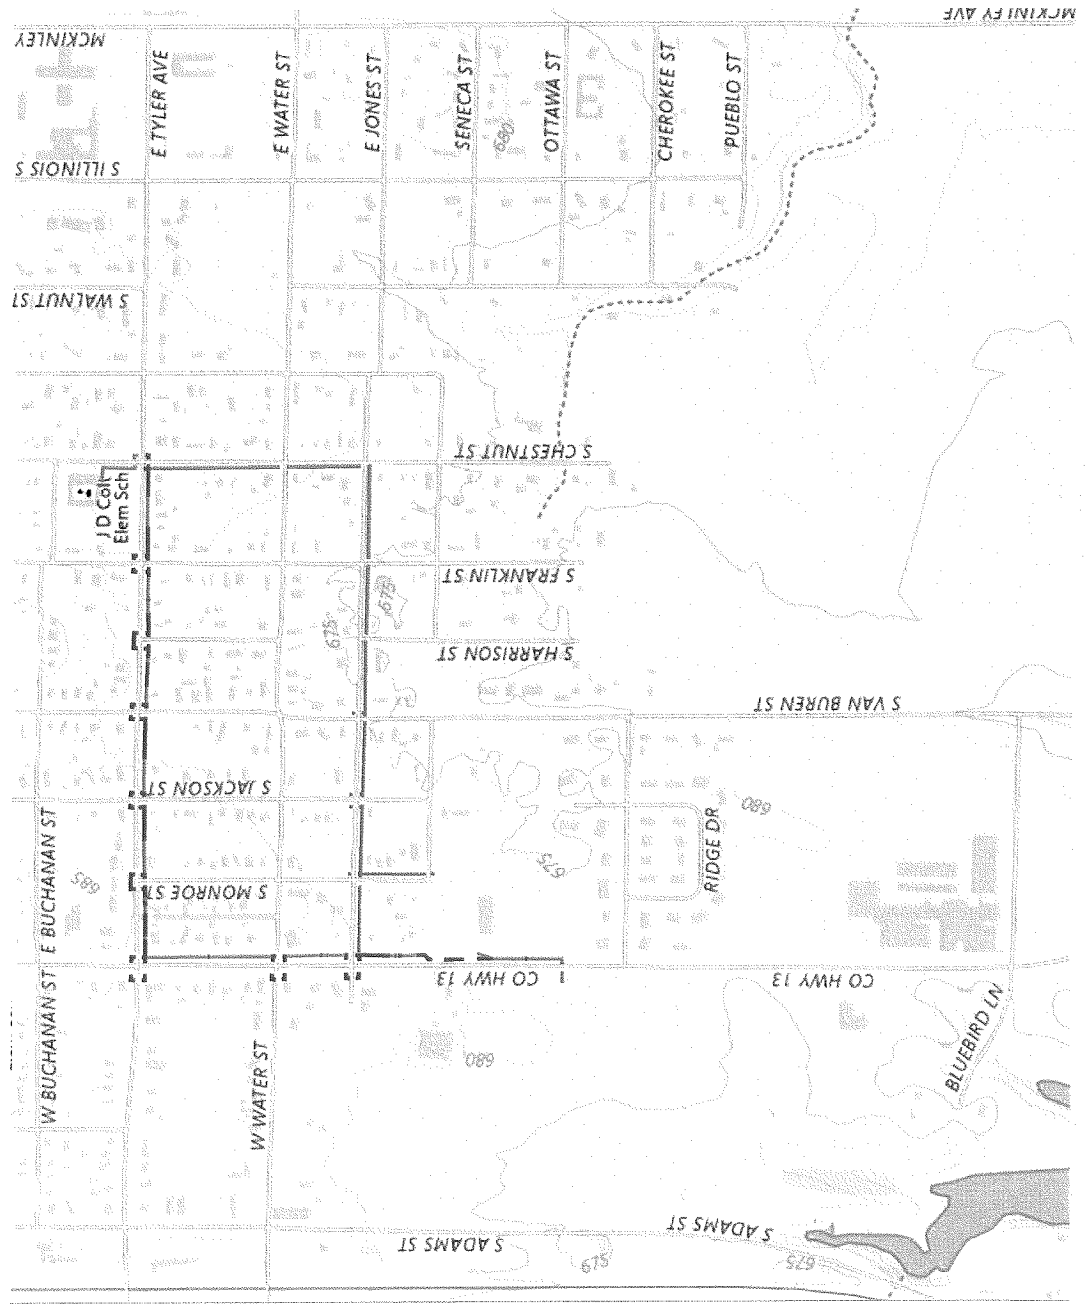 MCKINLEY AVE
MCKINLEY
E TYLER AVE
E WATER ST
E JONES ST
SENECA ST
OTTAWA ST
CHEROKEE ST
PUEBLO ST
690
S ILLINOIS S
S WALNUT ST
S CHESTNUT ST
J D Colt
Elem Sch
S FRANKLIN ST
675
675
S HARRISON ST
S VAN BUREN ST
S JACKSON ST
E BUCHANAN ST
RIDGE DR
680
675
685
S MONROE ST
CO HWY 13
CO HWY 13
W BUCHANAN ST
W WATER ST
680
BLUEBIRD LN
S ADAMS ST
S ADAMS ST
675
675